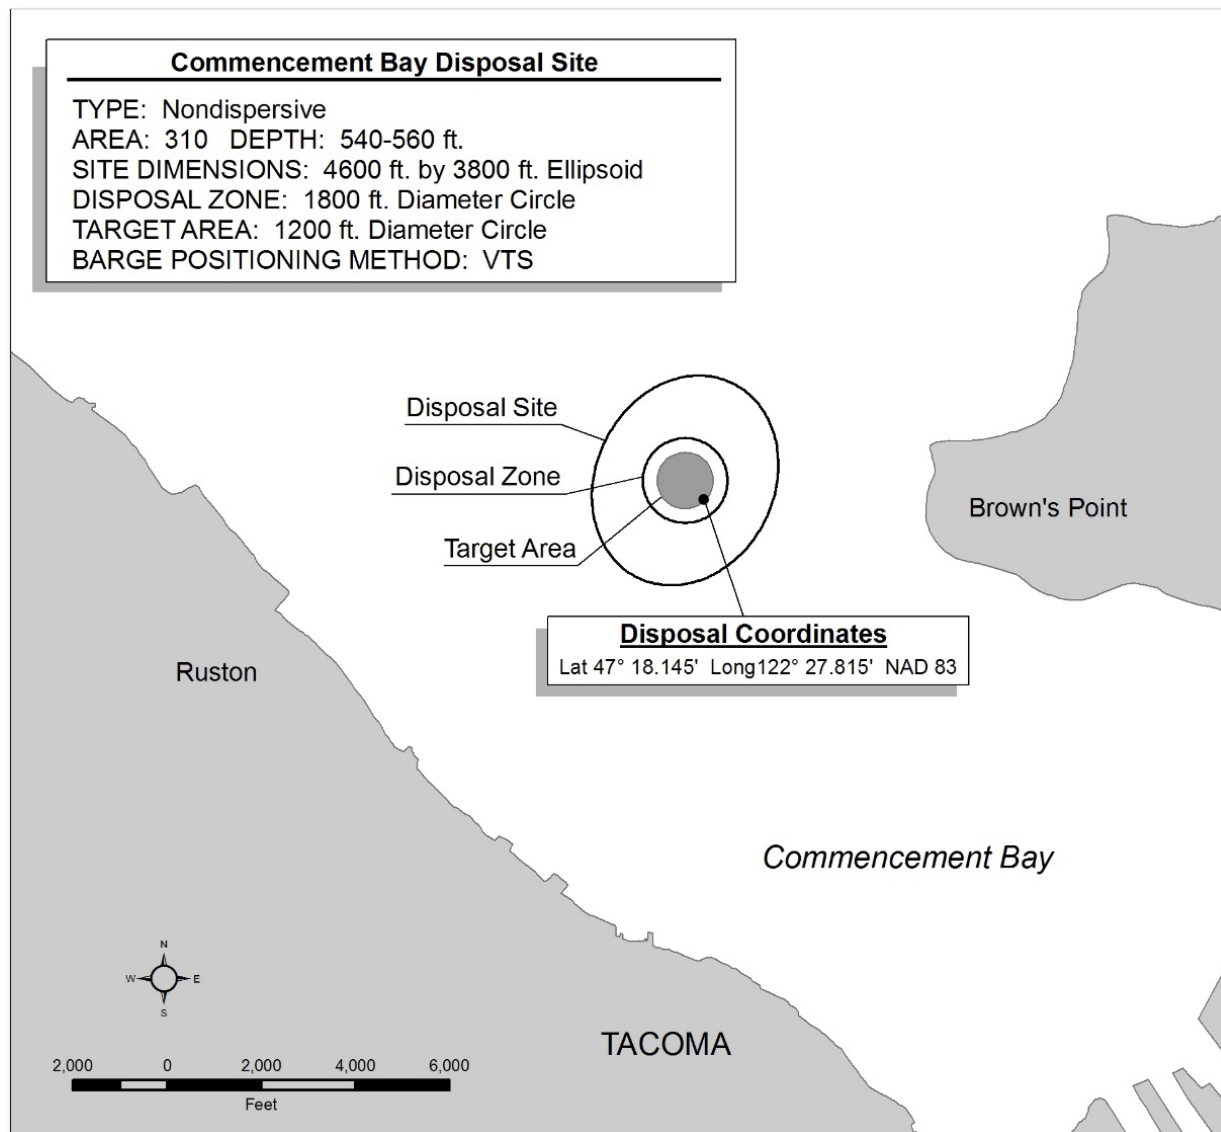 Commencement Bay Disposal Site
TYPE: Nondispersive
AREA: 310 DEPTH: 540-560 ft.
SITE DIMENSIONS: 4600 ft. by 3800 ft. Ellipsoid
DISPOSAL ZONE: 1800 ft. Diameter Circle
TARGET AREA: 1200 ft. Diameter Circle
BARGE POSITIONING METHOD: VTS
Disposal Site
Disposal Zone
Target Area
Brown's Point
Disposal Coordinates
Lat 47° 18.145' Long122° 27.815' NAD 83
Ruston
Commencement Bay
N
W E
S
TACOMA
2,000 0 2,000 4,000 6,000
Feet